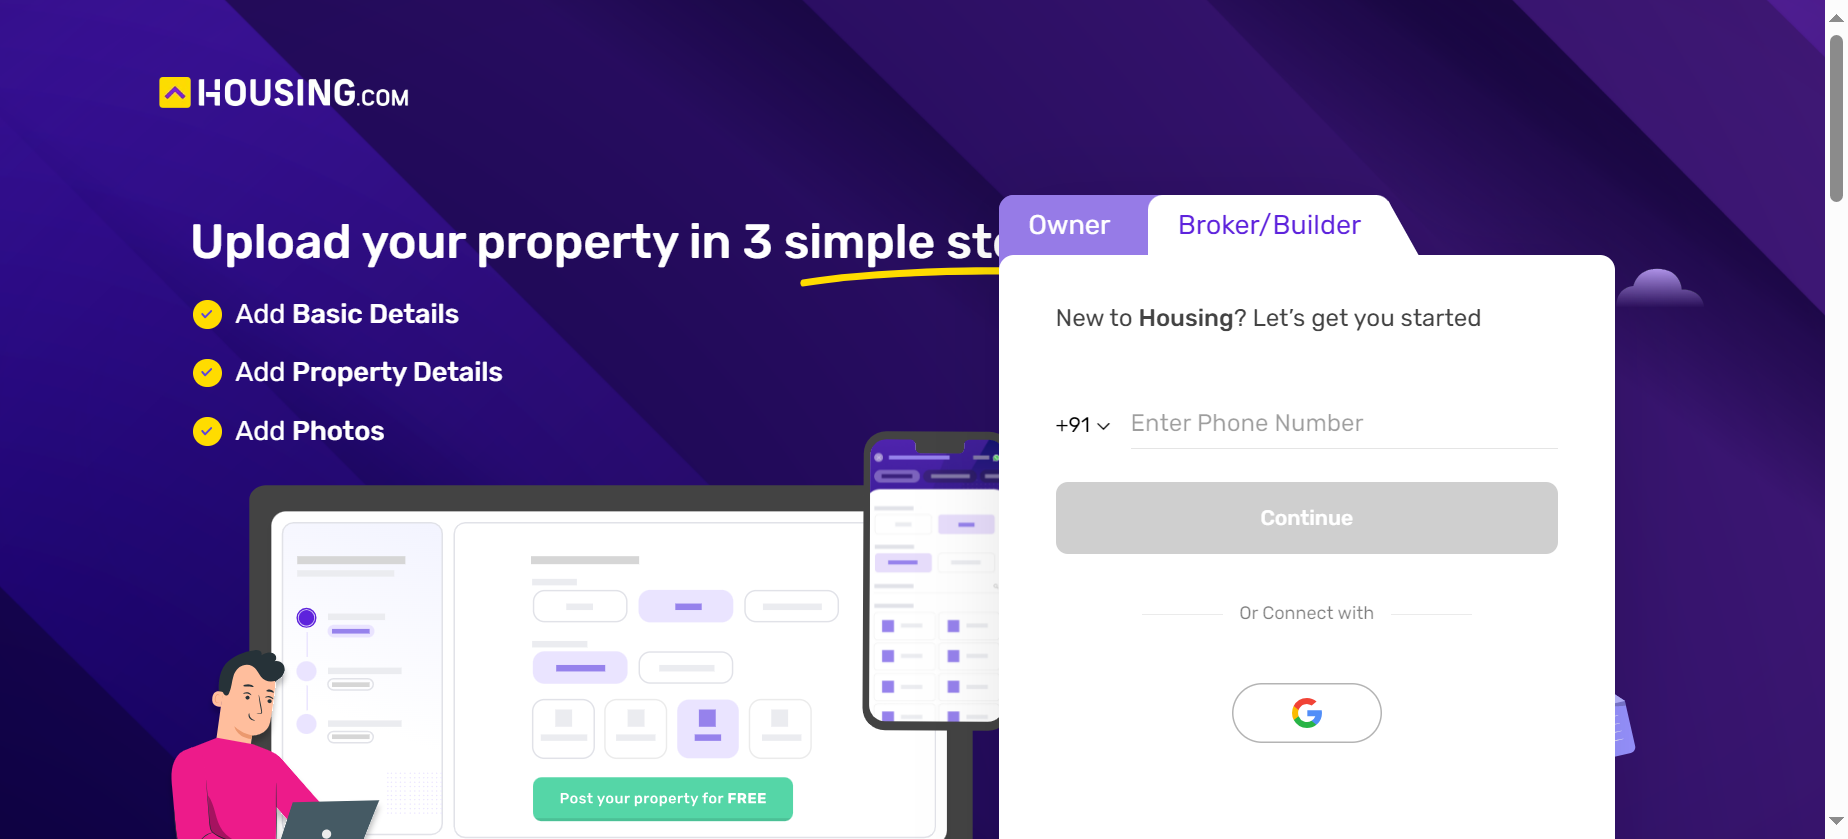 HOUSING.COM
Upload your property in 3 simple ste
Add Basic Details
Add Property Details
Add Photos
Post your property for FREE
Owner
Broker/Builder
New to Housing? Let’s get you started
+91
Enter Phone Number
Continue
Or Connect with